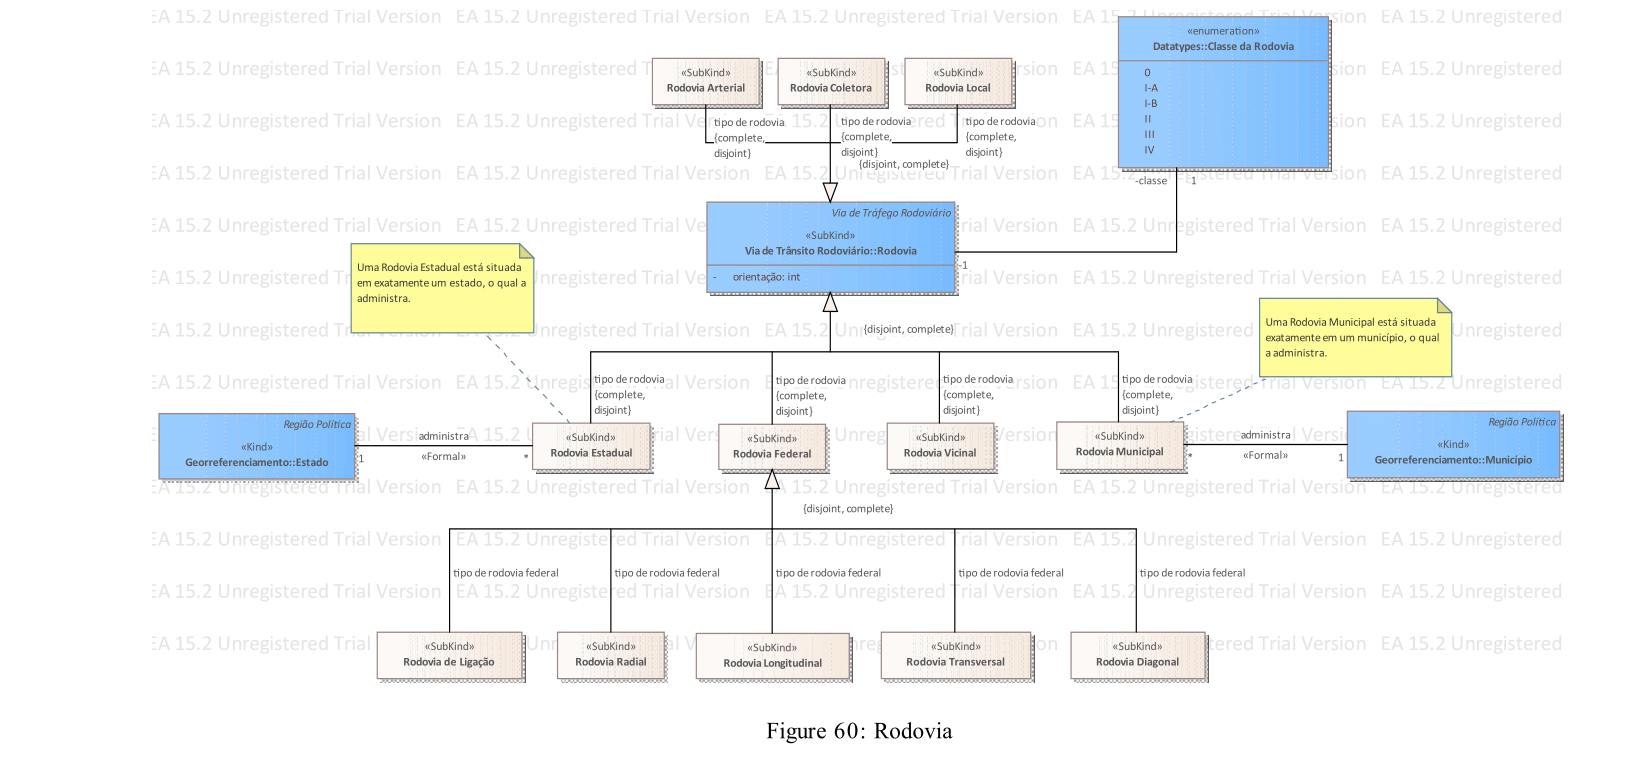 EA 15.2 Unregistered Trial Version EA 15.2 Unregistered Trial Version EA 15.2 Unregistered Trial Version EA 15.2 Unregistered Trial Version EA 15.2 Unregistered
«enumeration»
Datatypes::Classe da Rodovia
0
I-A
I-B
II
III
IV
«SubKind»
Rodovia Arterial
«SubKind»
Rodovia Coletora
«SubKind»
Rodovia Local
tipo de rodovia
{complete,
disjoint}
tipo de rodovia
{complete,
disjoint}
tipo de rodovia
{complete,
disjoint}
{disjoint, complete}
-classe
1
Via de Tráfego Rodoviário
«SubKind»
Via de Trânsito Rodoviário::Rodovia
- orientação: int
-1
Uma Rodovia Estadual está situada
em exatamente um estado, o qual a
administra.
{disjoint, complete}
Uma Rodovia Municipal está situada
exatamente em um município, o qual
a administra.
tipo de rodovia
{complete,
disjoint}
tipo de rodovia
{complete,
disjoint}
tipo de rodovia
{complete,
disjoint}
tipo de rodovia
{complete,
disjoint}
Região Política
«Kind»
Georreferenciamento::Estado
administra
«Formal»
1
*
«SubKind»
Rodovia Estadual
«SubKind»
Rodovia Federal
«SubKind»
Rodovia Vicinal
«SubKind»
Rodovia Municipal
administra
«Formal»
*
1
Região Política
«Kind»
Georreferenciamento::Município
{disjoint, complete}
tipo de rodovia federal
tipo de rodovia federal
tipo de rodovia federal
tipo de rodovia federal
tipo de rodovia federal
«SubKind»
Rodovia de Ligação
«SubKind»
Rodovia Radial
«SubKind»
Rodovia Longitudinal
«SubKind»
Rodovia Transversal
«SubKind»
Rodovia Diagonal
Figure 60: Rodovia